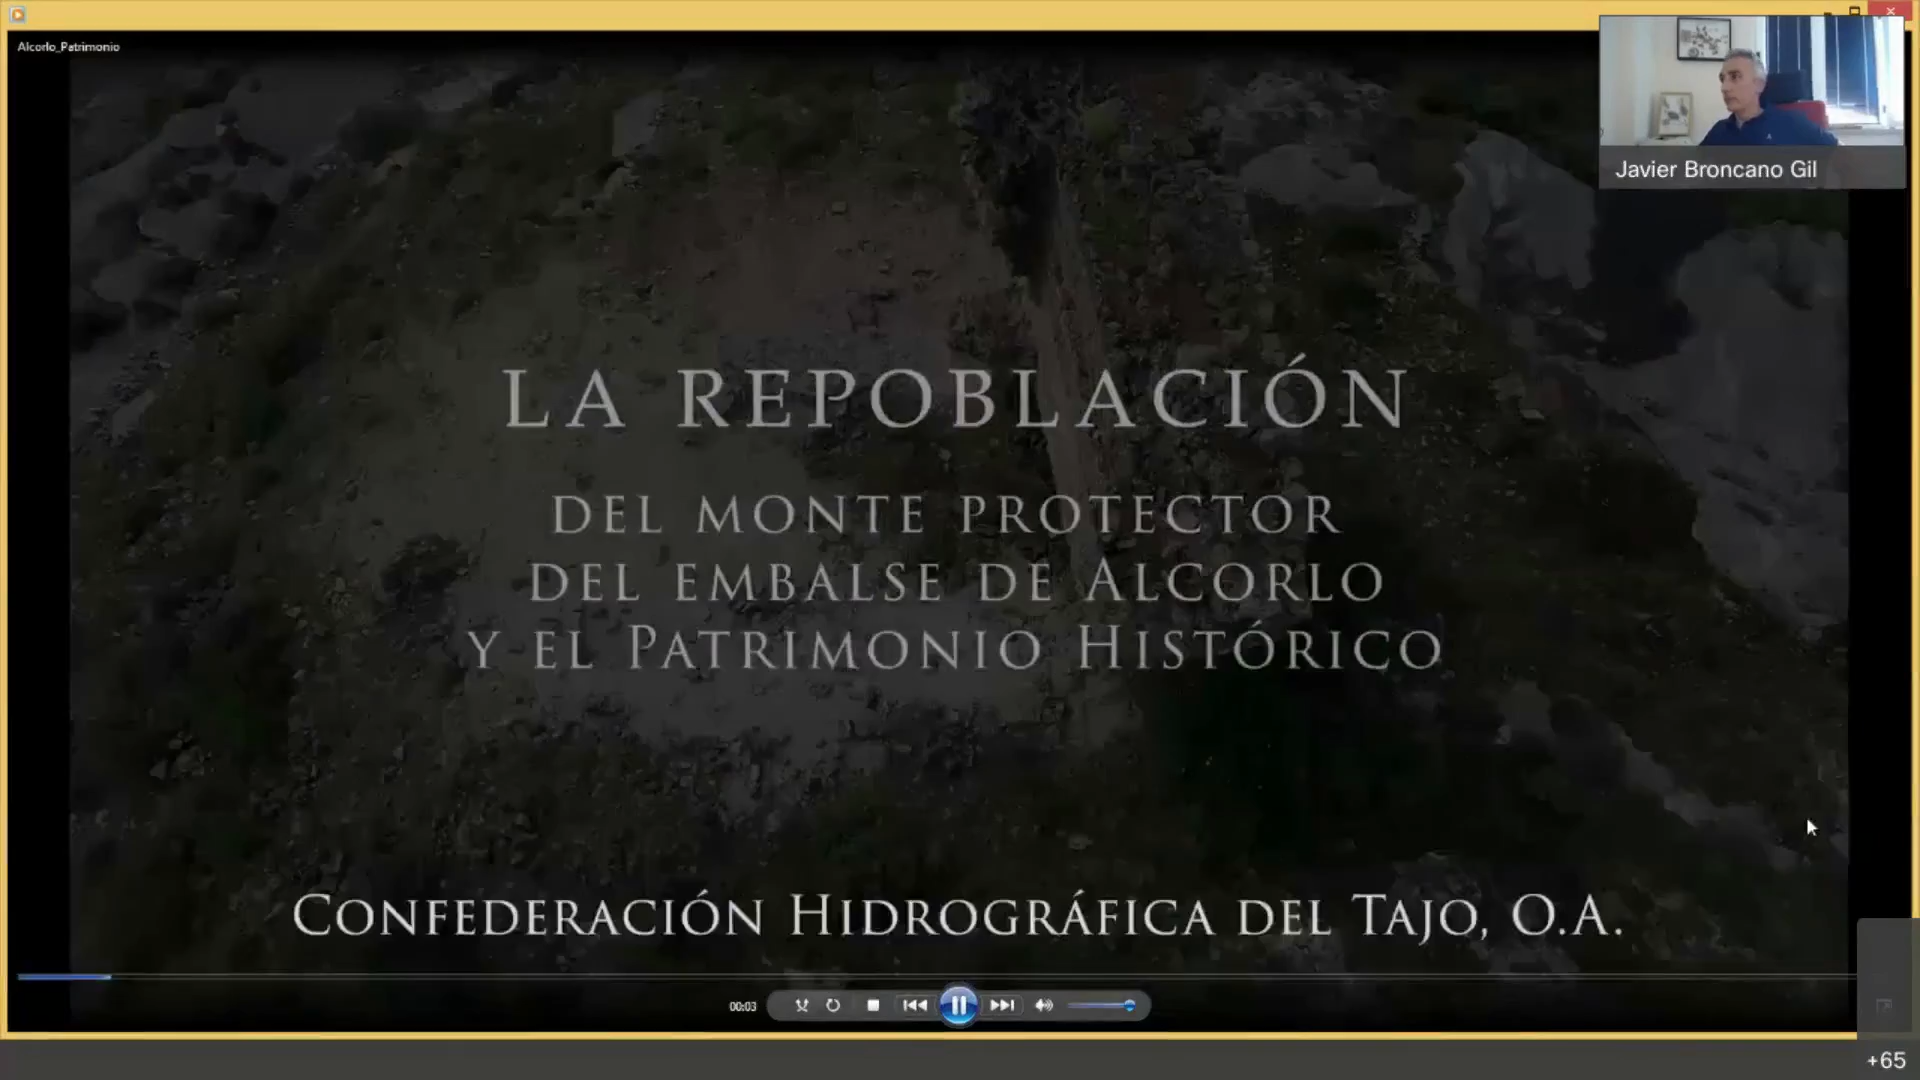 Alcorlo_Patrimonio
Javier Broncano Gil
LA REPOBLACIÓN
DEL MONTE PROTECTOR
DEL EMBALSE DE ALCORLO
Y EL PATRIMONIO HISTÓRICO
CONFEDERACIÓN HIDROGRÁFICA DEL TAJO, O.A.
00:03
+65